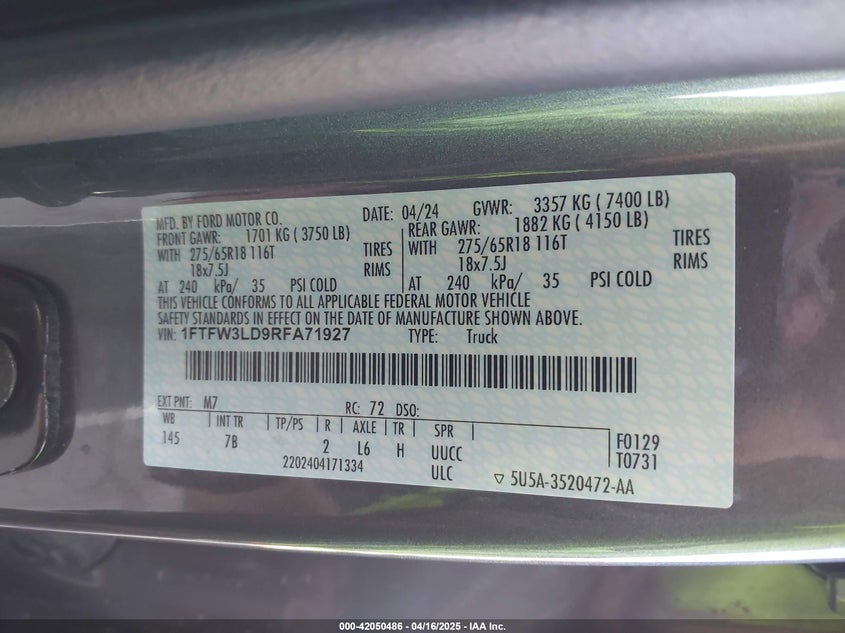 MFD. BY FORD MOTOR CO. DATE: 04/24 GVWR: 3357 KG ( 7400 LB)
FRONT GAWR: 1701 KG ( 3750 LB) REAR GAWR: 1882 KG ( 4150 LB)
WITH 275/65R18 116T TIRES WITH 275/65R18 116T TIRES
18x7.5J RIMS 18x7.5J RIMS
AT 240 kPa/ 35 PSI COLD AT 240 kPa/ 35 PSI COLD
THIS VEHICLE CONFORMS TO ALL APPLICABLE FEDERAL MOTOR VEHICLE
SAFETY STANDARDS IN EFFECT ON THE DATE OF MANUFACTURE SHOWN ABOVE.
VIN: 1FTFW3LD9RFA71927 TYPE: Truck
EXT PNT: M7 RC: 72 DSO:
WB | INT TR | TP/PS | R | AXLE | TR | SPR | F0129
145 7B 2 L6 H UUCC T0731
2202404171334 ULC ▽ 5U5A-3520472-AA
000-42050486 - 04/16/2025 - IAA Inc.